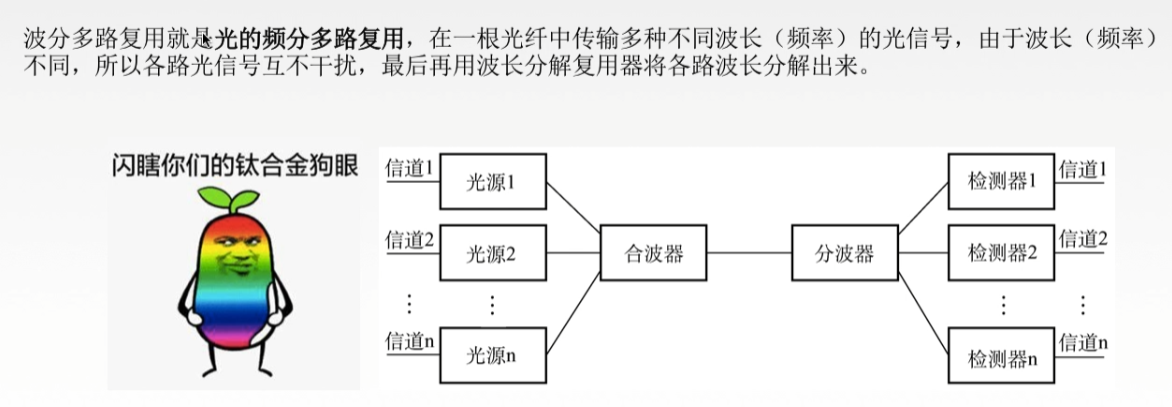 波分多路复用就是光的频分多路复用，在一根光纤中传输多种不同波长（频率）的光信号，由于波长（频率）
不同，所以各路光信号互不干扰，最后再用波长分解复用器将各路波长分解出来。
闪瞎你们的钛合金狗眼
信道1
光源1
检测器1
信道1
信道2
光源2
合波器
分波器
检测器2
信道2
⋮
⋮
⋮
⋮
信道n
光源n
检测器n
信道n